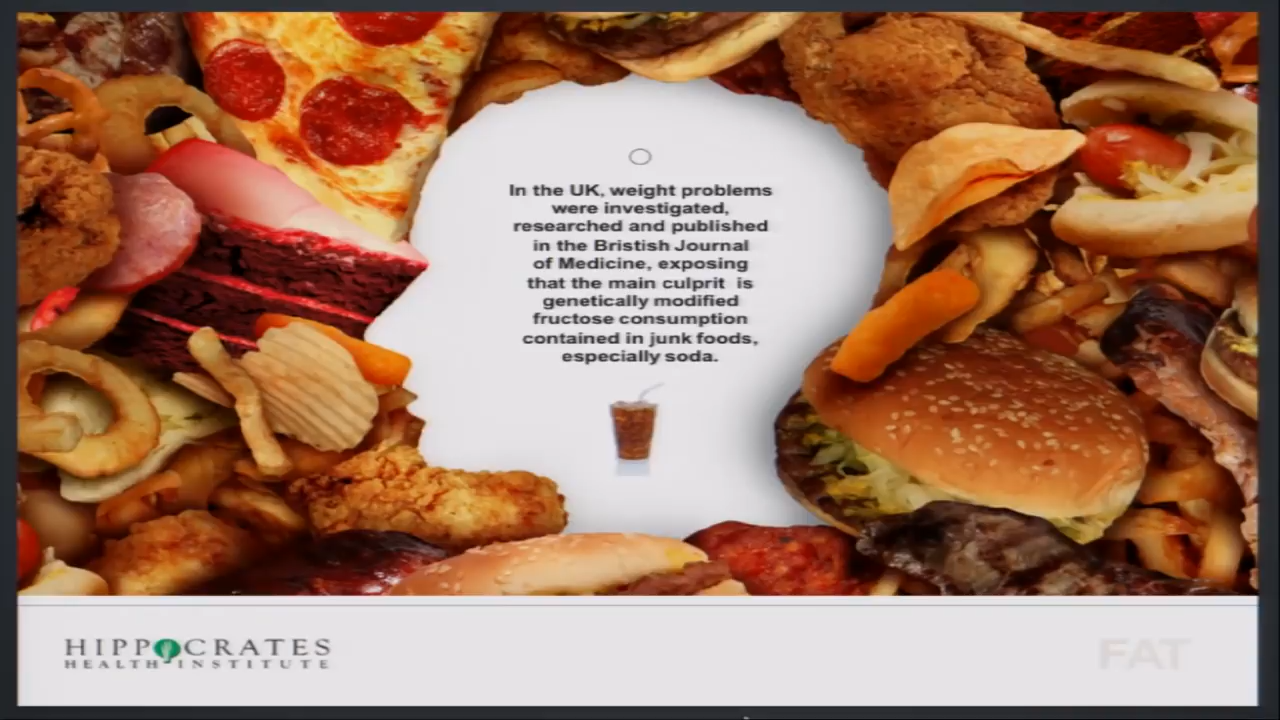 In the UK, weight problems
were investigated,
researched and published
in the Bristish Journal
of Medicine, exposing
that the main culprit is
genetically modified
fructose consumption
contained in junk foods,
especially soda.
HIPPOCRATES
HEALTH INSTITUTE
FAT